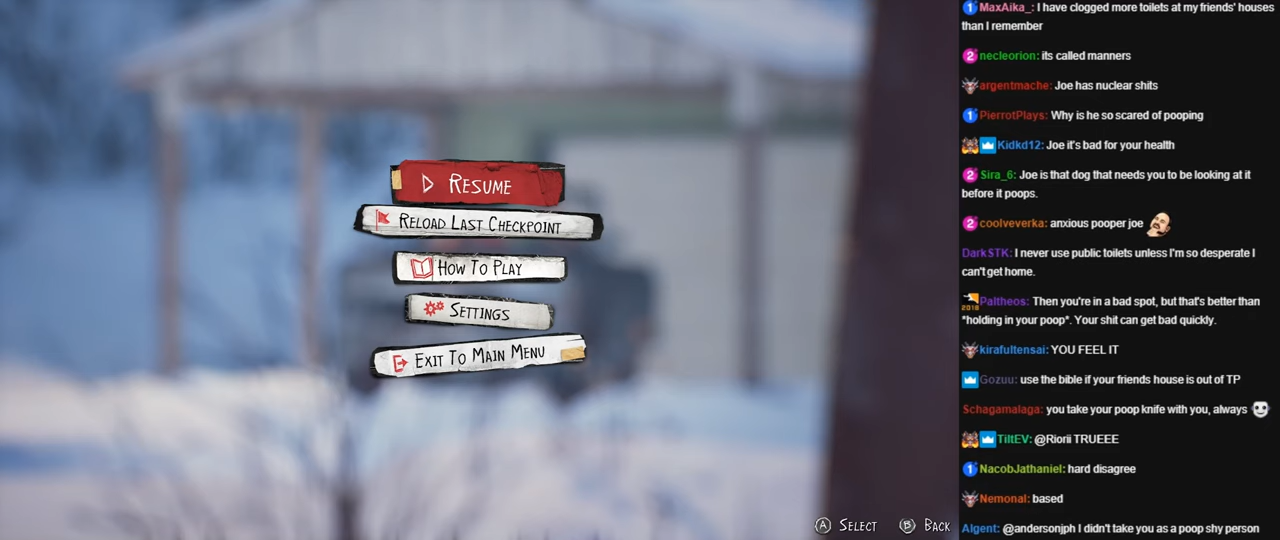 RESUME
RELOAD LAST CHECKPOINT
HOW TO PLAY
SETTINGS
EXIT TO MAIN MENU
A SELECT B BACK
MaxAika_: I have clogged more toilets at my friends' houses
than I remember
necleorion: its called manners
argentmache: Joe has nuclear shits
PierrotPlays: Why is he so scared of pooping
Kidkd12: Joe it's bad for your health
Sira_6: Joe is that dog that needs you to be looking at it
before it poops.
coolveverka: anxious pooper joe
DarkSTK: I never use public toilets unless I'm so desperate I
can't get home.
Paltheos: Then you're in a bad spot, but that's better than
*holding in your poop*. Your shit can get bad quickly.
kirafultensai: YOU FEEL IT
Gozuu: use the bible if your friends house is out of TP
Schagamalaga: you take your poop knife with you, always
TiltEV: @Riorii TRUEEE
NacobJathaniel: hard disagree
Nemonal: based
Algent: @andersonjph I didn't take you as a poop shy person